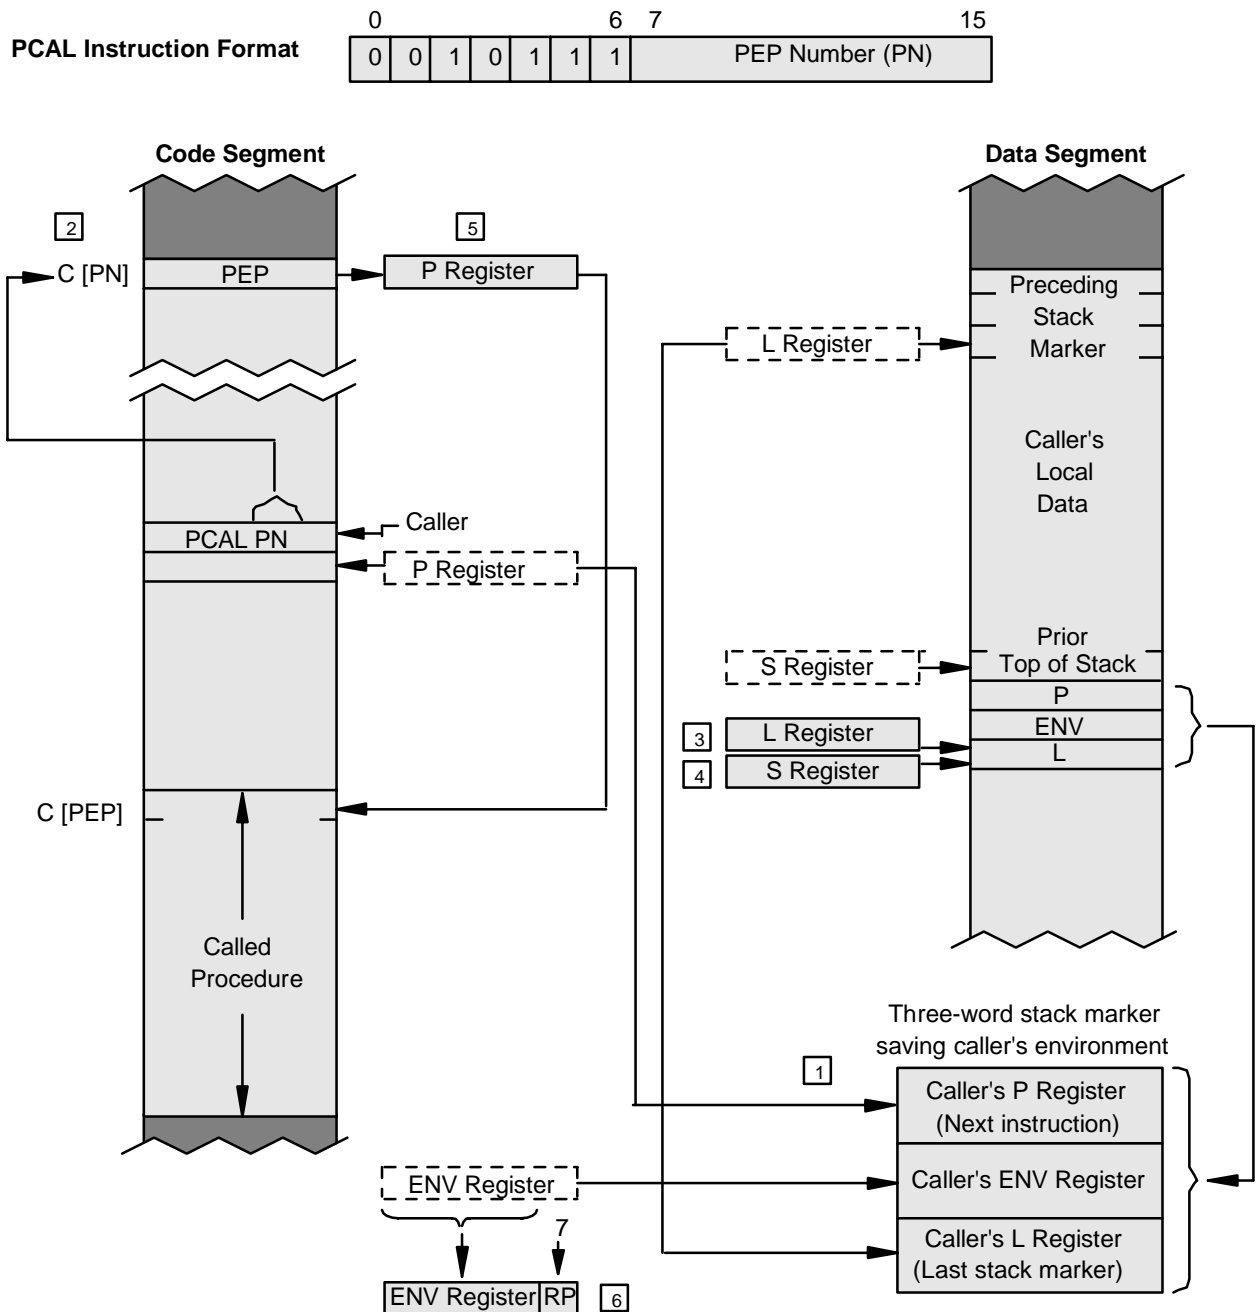 0 6 7 15
PCAL Instruction Format
0 0 1 0 1 1 1 PEP Number (PN)
Code Segment
Data Segment
2
5
C [PN]
PEP
P Register
Preceding
Stack
Marker
L Register
Caller's
Local
Data
Caller
PCAL PN
P Register
Prior
Top of Stack
S Register
P
ENV
L
3
L Register
4
S Register
C [PEP]
Called
Procedure
Three-word stack marker
saving caller's environment
1
Caller's P Register
(Next instruction)
ENV Register
Caller's ENV Register
7
Caller's L Register
(Last stack marker)
ENV Register RP
6